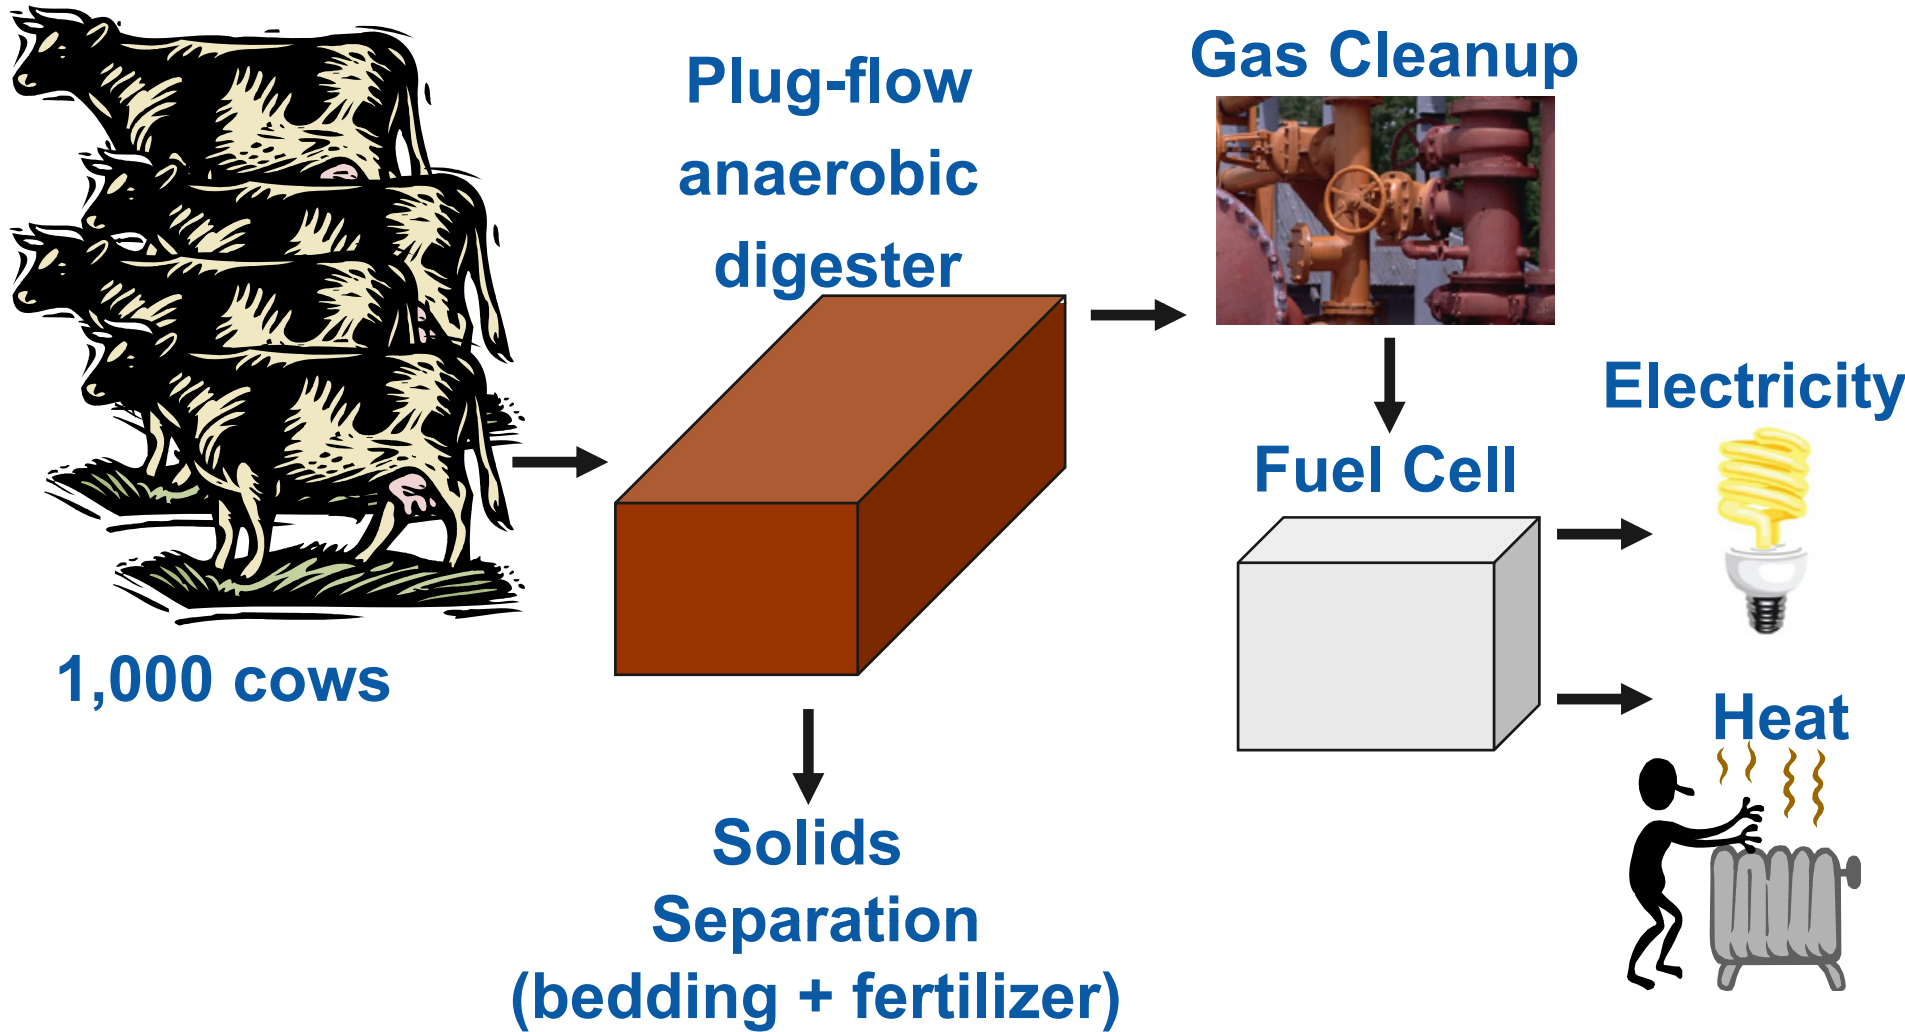 Plug-flow
anaerobic
digester
Gas Cleanup
Electricity
Fuel Cell
1,000 cows
Heat
Solids
Separation
(bedding + fertilizer)